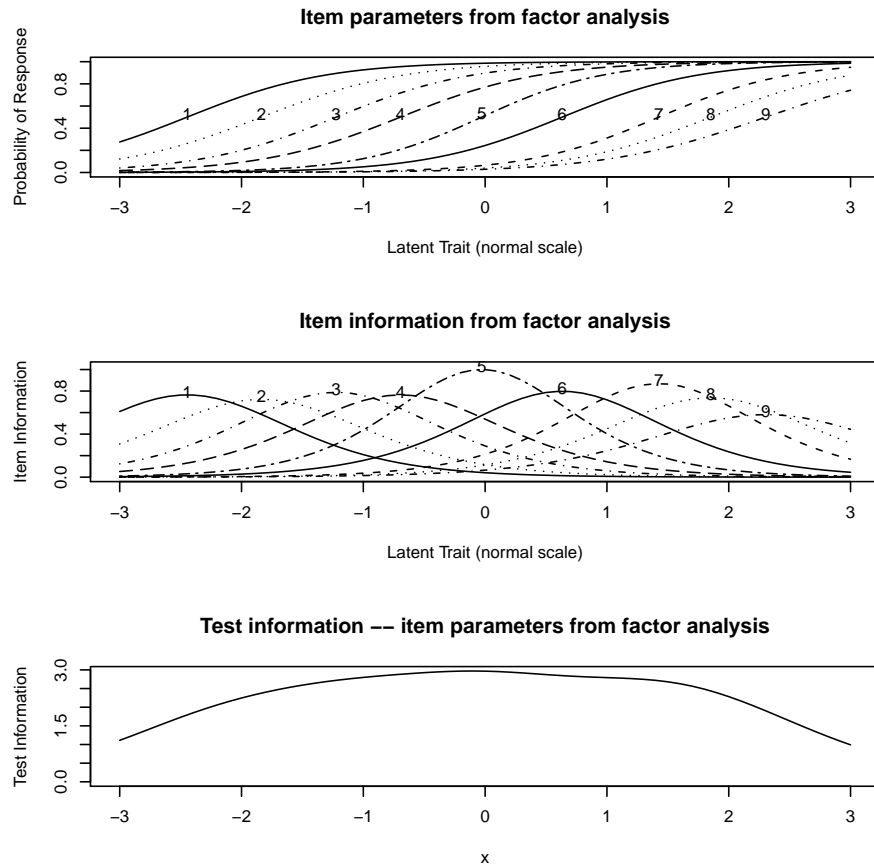 Item parameters from factor analysis
Probability of Response
0.0 0.4 0.8
1 2 3 4 5 6 7 8 9
−3 −2 −1 0 1 2 3
Latent Trait (normal scale)
Item information from factor analysis
Item Information
0.0 0.4 0.8
1 2 3 4 5 6 7 8 9
−3 −2 −1 0 1 2 3
Latent Trait (normal scale)
Test information −− item parameters from factor analysis
Test Information
0.0 1.5 3.0
−3 −2 −1 0 1 2 3
x